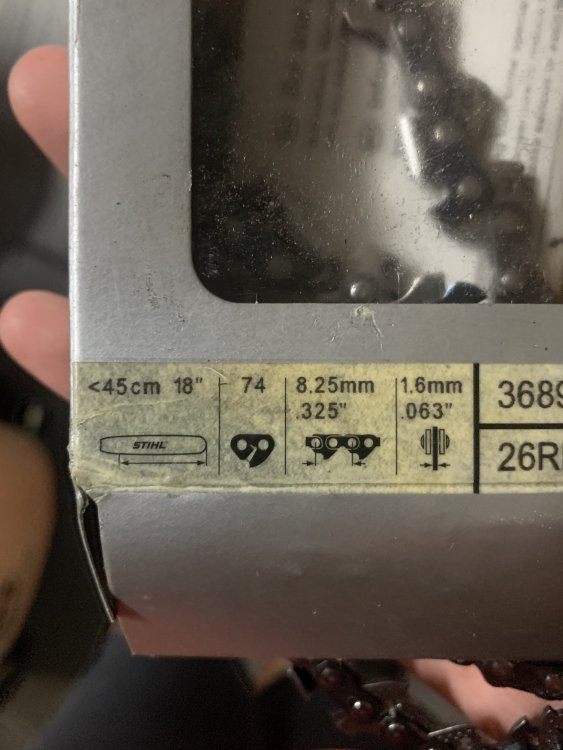 <45cm 18" 74 8.25mm 1.6mm 3689
.325" .063"
STIHL
26R